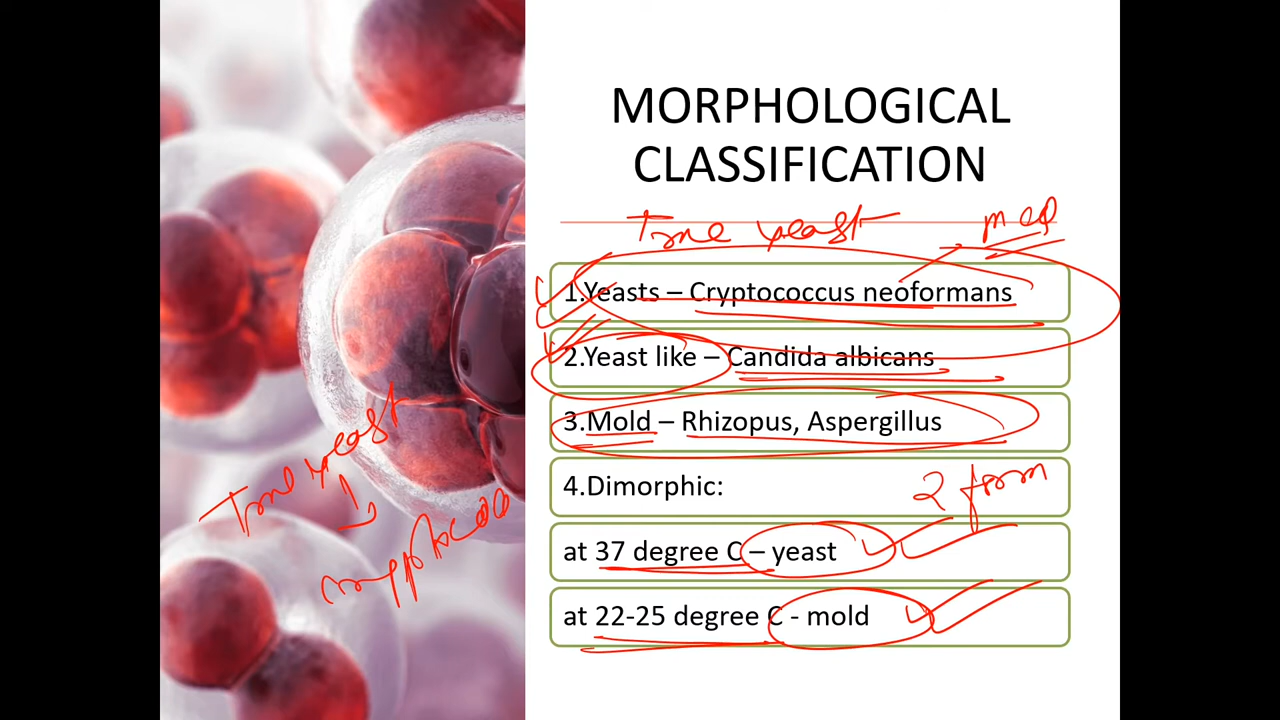 MORPHOLOGICAL
CLASSIFICATION
True yeast
mcq
1.Yeasts – Cryptococcus neoformans
2.Yeast like – Candida albicans
3.Mold – Rhizopus, Aspergillus
4.Dimorphic:
2 form
at 37 degree C – yeast
at 22-25 degree C - mold
True yeast